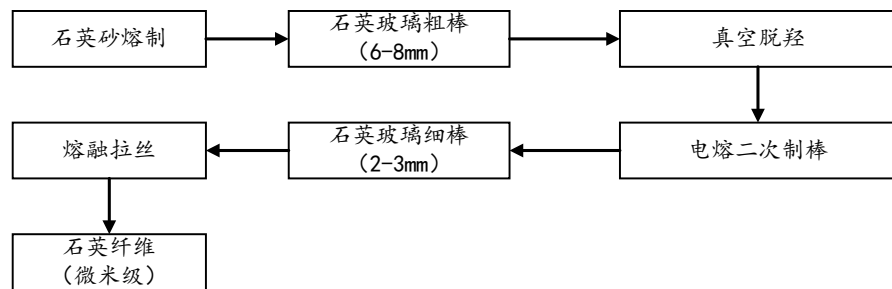 石英砂熔制
石英玻璃粗棒
（6-8mm）
真空脱羟
熔融拉丝
石英玻璃细棒
（2-3mm）
电熔二次制棒
石英纤维
（微米级）